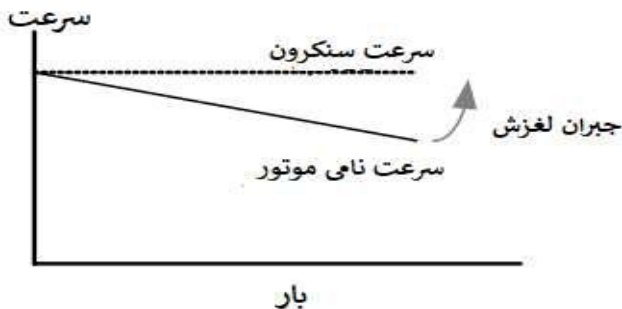 سرعت
سرعت سنکرون
جبران لغزش
سرعت نامی موتور
بار